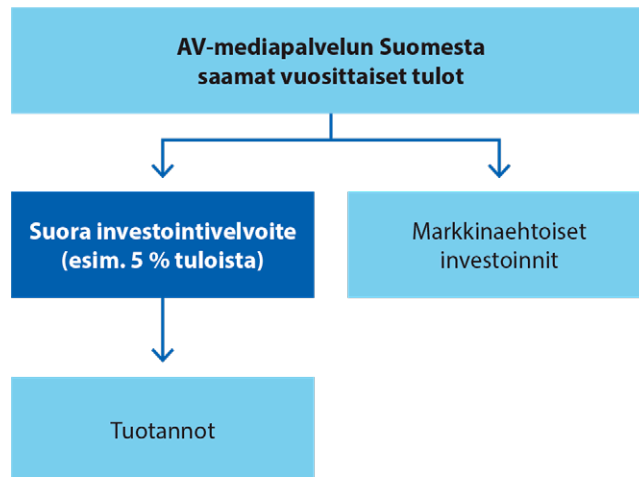 AV-mediapalvelun Suomesta
saamat vuosittaiset tulot
Suora investointivelvoite
(esim. 5 % tuloista)
Markkinaehtoiset
investoinnit
Tuotannot